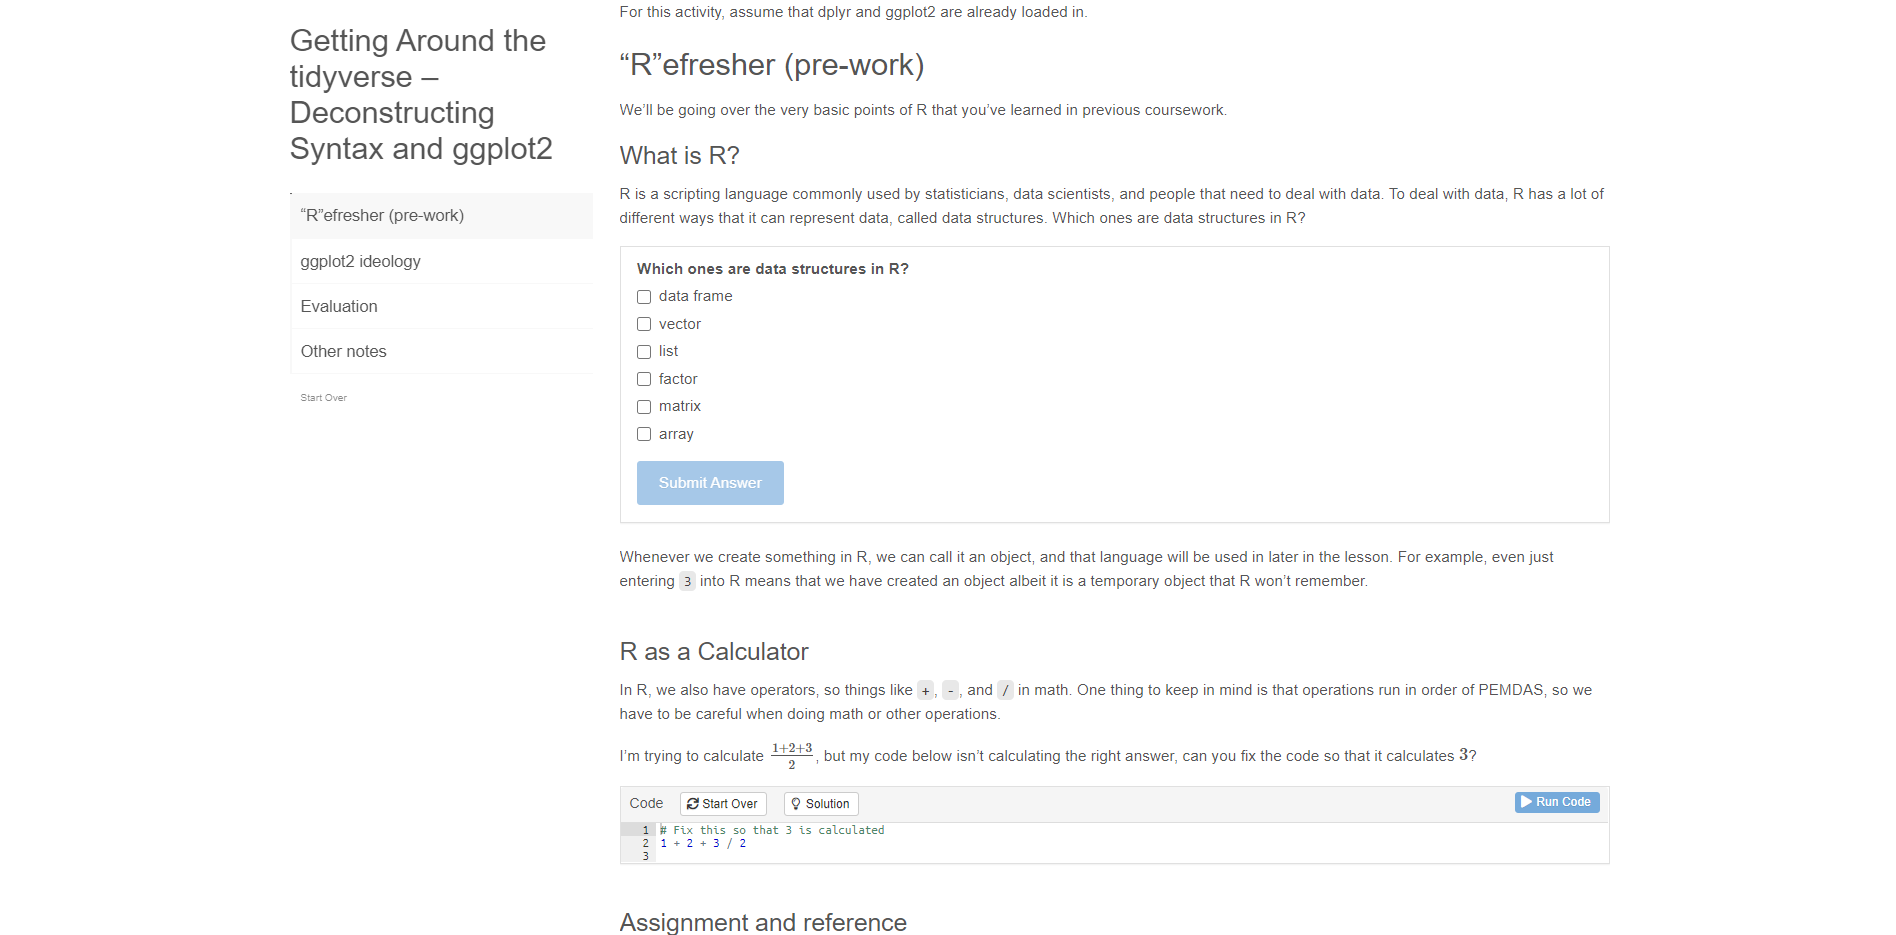 Getting Around the
tidyverse –
Deconstructing
Syntax and ggplot2
“R”efresher (pre-work)
ggplot2 ideology
Evaluation
Other notes
Start Over
For this activity, assume that dplyr and ggplot2 are already loaded in.
“R”efresher (pre-work)
We’ll be going over the very basic points of R that you’ve learned in previous coursework.
What is R?
R is a scripting language commonly used by statisticians, data scientists, and people that need to deal with data. To deal with data, R has a lot of
different ways that it can represent data, called data structures. Which ones are data structures in R?
Which ones are data structures in R?
data frame
vector
list
factor
matrix
array
Submit Answer
Whenever we create something in R, we can call it an object, and that language will be used in later in the lesson. For example, even just
entering 3 into R means that we have created an object albeit it is a temporary object that R won’t remember.
R as a Calculator
In R, we also have operators, so things like +, -, and / in math. One thing to keep in mind is that operations run in order of PEMDAS, so we
have to be careful when doing math or other operations.
I’m trying to calculate 1+2+3/2, but my code below isn’t calculating the right answer, can you fix the code so that it calculates 3?
Code Start Over Solution Run Code
1 # Fix this so that 3 is calculated
2 1 + 2 + 3 / 2
3
Assignment and reference